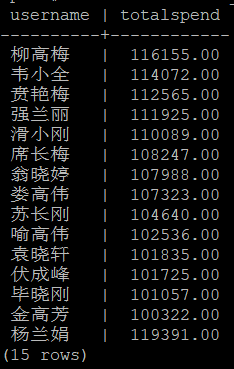 username | totalspend
----------+------------
柳高梅 | 116155.00
韦小全 | 114072.00
贲艳梅 | 112565.00
强兰丽 | 111925.00
滑小刚 | 110089.00
席长梅 | 108247.00
翁晓婷 | 107988.00
娄高伟 | 107323.00
苏长刚 | 104640.00
喻高伟 | 102536.00
袁晓轩 | 101835.00
伏成峰 | 101725.00
毕晓刚 | 101057.00
金高芳 | 100322.00
杨兰娟 | 119391.00
(15 rows)